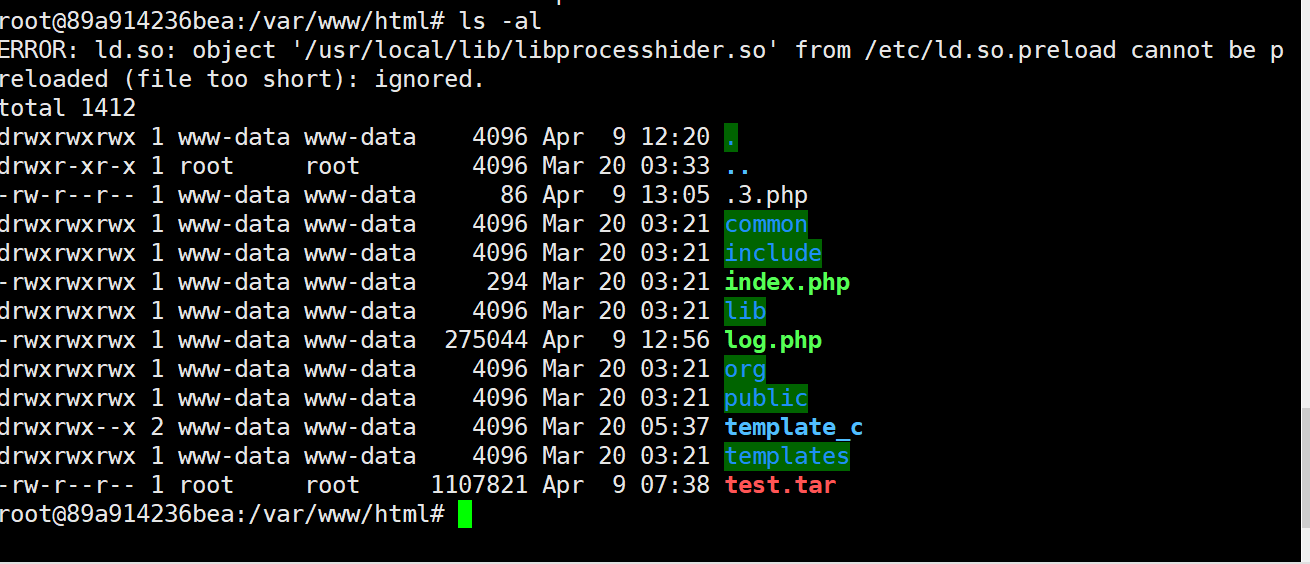 root@89a914236bea:/var/www/html# ls -al
ERROR: ld.so: object '/usr/local/lib/libprocesshider.so' from /etc/ld.so.preload cannot be p
reloaded (file too short): ignored.
total 1412
drwxrwxrwx 1 www-data www-data    4096 Apr  9 12:20 .
drwxr-xr-x 1 root     root        4096 Mar 20 03:33 ..
-rw-r--r-- 1 www-data www-data      86 Apr  9 13:05 .3.php
drwxrwxrwx 1 www-data www-data    4096 Mar 20 03:21 common
drwxrwxrwx 1 www-data www-data    4096 Mar 20 03:21 include
-rwxrwxrwx 1 www-data www-data     294 Mar 20 03:21 index.php
drwxrwxrwx 1 www-data www-data    4096 Mar 20 03:21 lib
-rwxrwxrwx 1 www-data www-data  275044 Apr  9 12:56 log.php
drwxrwxrwx 1 www-data www-data    4096 Mar 20 03:21 org
drwxrwxrwx 1 www-data www-data    4096 Mar 20 03:21 public
drwxrwx--x 2 www-data www-data    4096 Mar 20 05:37 template_c
drwxrwxrwx 1 www-data www-data    4096 Mar 20 03:21 templates
-rw-r--r-- 1 root     root     1107821 Apr  9 07:38 test.tar
root@89a914236bea:/var/www/html#